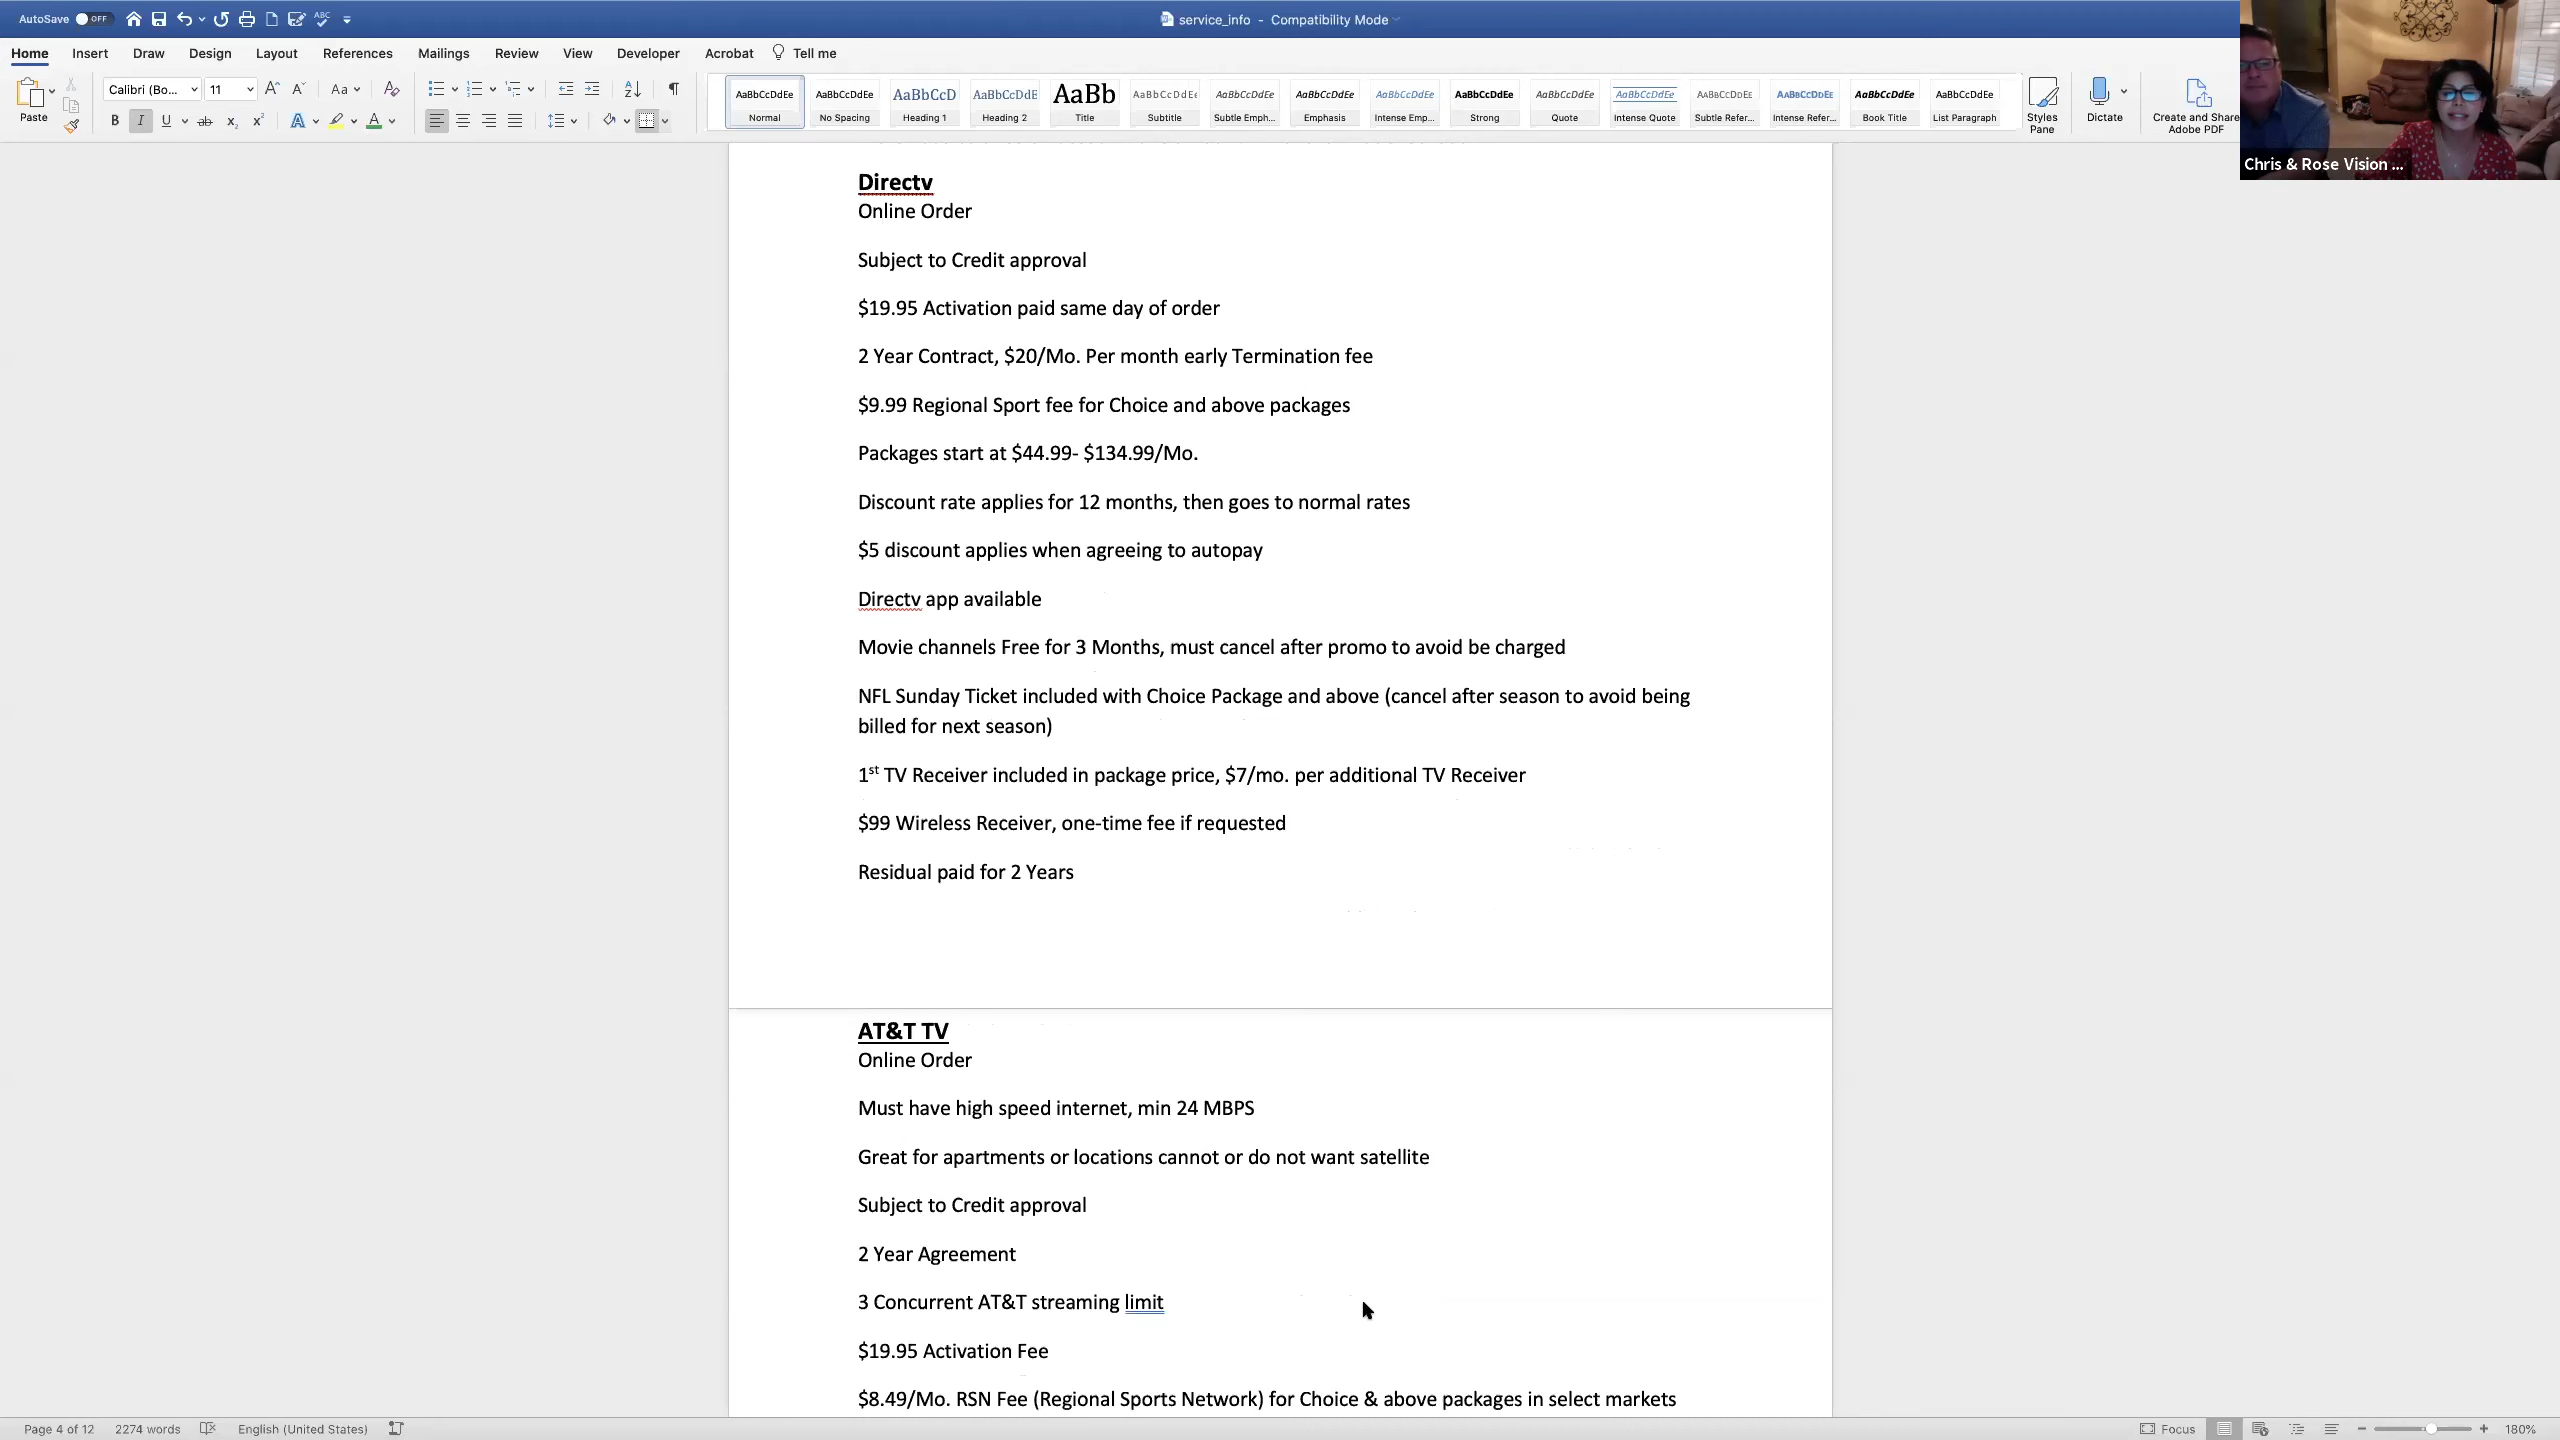 AutoSave OFF
service_info - Compatibility Mode
Home Insert Draw Design Layout References Mailings Review View Developer Acrobat Tell me
Paste
Calibri (Bo... 11
AaBbCcDdEe AaBbCcDdEe AaBbCcD AaBbCcDdE AaBb AaBbCcDdEe AaBbCcDdEe AaBbCcDdEe AaBbCcDdEe AaBbCcDdEe AaBbCcDdEe AaBbCcDdEe AaBbCcDdEe AaBbCcDdEe AaBbCcDdEe AaBbCcDdEe
Normal No Spacing Heading 1 Heading 2 Title Subtitle Subtle Emph... Emphasis Intense Emp... Strong Quote Intense Quote Subtle Refer... Intense Refer... Book Title List Paragraph
Styles Pane
Dictate
Create and Share
Adobe PDF
Chris & Rose Vision ...
Directv
Online Order
Subject to Credit approval
$19.95 Activation paid same day of order
2 Year Contract, $20/Mo. Per month early Termination fee
$9.99 Regional Sport fee for Choice and above packages
Packages start at $44.99- $134.99/Mo.
Discount rate applies for 12 months, then goes to normal rates
$5 discount applies when agreeing to autopay
Directv app available
Movie channels Free for 3 Months, must cancel after promo to avoid be charged
NFL Sunday Ticket included with Choice Package and above (cancel after season to avoid being
billed for next season)
1st TV Receiver included in package price, $7/mo. per additional TV Receiver
$99 Wireless Receiver, one-time fee if requested
Residual paid for 2 Years
AT&T TV
Online Order
Must have high speed internet, min 24 MBPS
Great for apartments or locations cannot or do not want satellite
Subject to Credit approval
2 Year Agreement
3 Concurrent AT&T streaming limit
$19.95 Activation Fee
$8.49/Mo. RSN Fee (Regional Sports Network) for Choice & above packages in select markets
Page 4 of 12 2274 words English (United States) Focus 180%